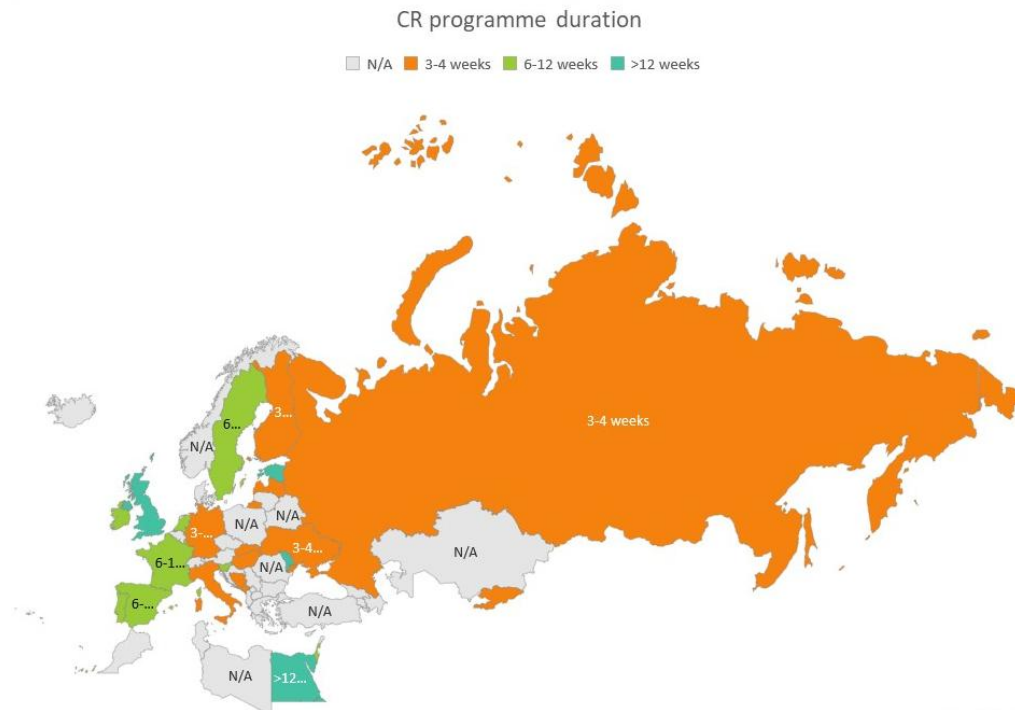 CR programme duration
N/A 3-4 weeks 6-12 weeks >12 weeks
3-4 weeks
3...
6...
N/A
N/A
N/A
3-...
3-4...
N/A
6-1...
N/A
6-...
N/A
N/A
>12...